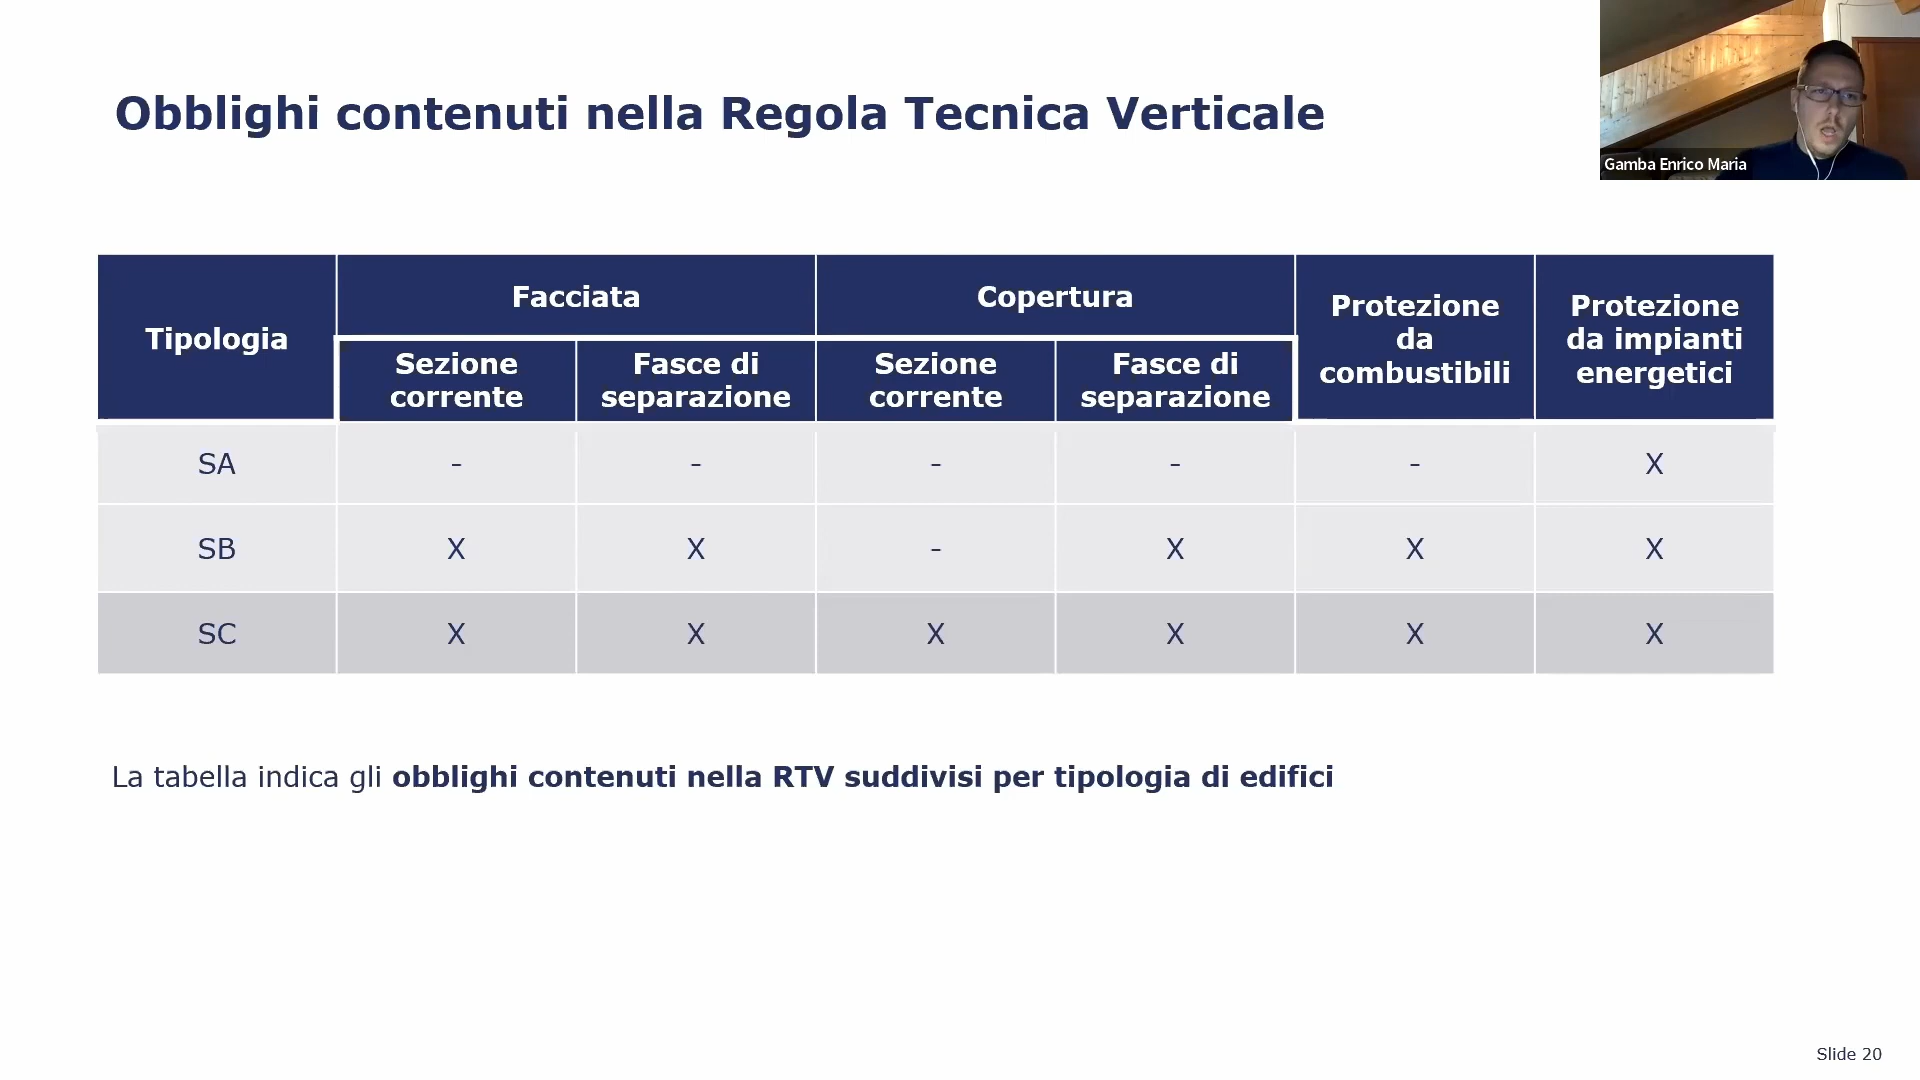 Obblighi contenuti nella Regola Tecnica Verticale
Gamba Enrico Maria
Tipologia
Facciata
Copertura
Protezione
da
combustibili
Protezione
da impianti
energetici
Sezione
corrente
Fasce di
separazione
Sezione
corrente
Fasce di
separazione
SA - - - - - X
SB X X - X X X
SC X X X X X X
La tabella indica gli obblighi contenuti nella RTV suddivisi per tipologia di edifici
Slide 20